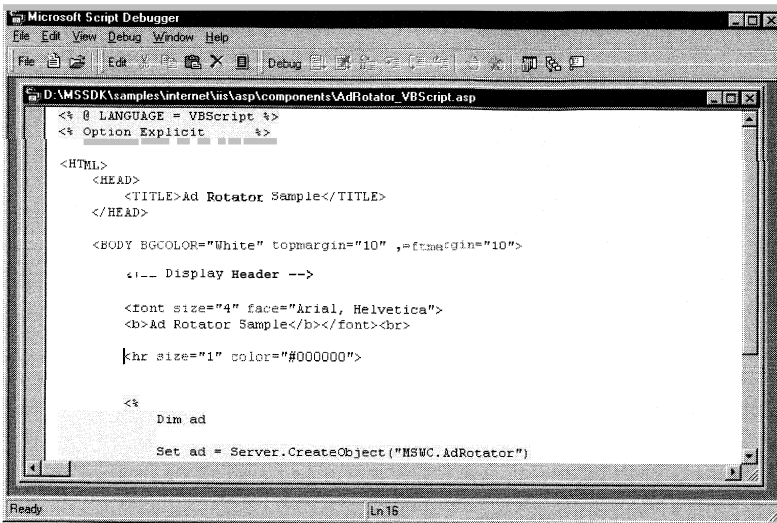 Microsoft Script Debugger
File Edit View Debug Window Help
File Edit Debug
D:\MSSDK\samples\internet\iis\asp\components\AdRotator_VBScript.asp
<% @ LANGUAGE = VBScript %>
<% Option Explicit %>
<HTML>
<HEAD>
<TITLE>Ad Rotator Sample</TITLE>
</HEAD>
<BODY BGCOLOR="White" topmargin="10" ="10">
Display Header -->
<font size="4" face="Arial, Helvetica">
<b>Ad Rotator Sample</b></font><br>
<hr size="1" color="#000000">
<%
Dim ad
Set ad = Server.CreateObject("MSWC.AdRotator")
Ready Ln 16